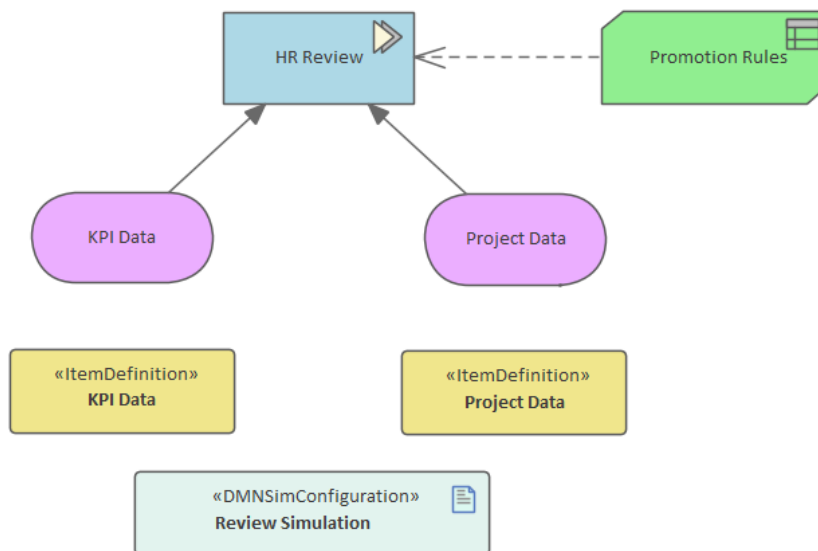 HR Review
Promotion Rules
KPI Data
Project Data
«ItemDefinition»
KPI Data
«ItemDefinition»
Project Data
«DMNSimConfiguration»
Review Simulation